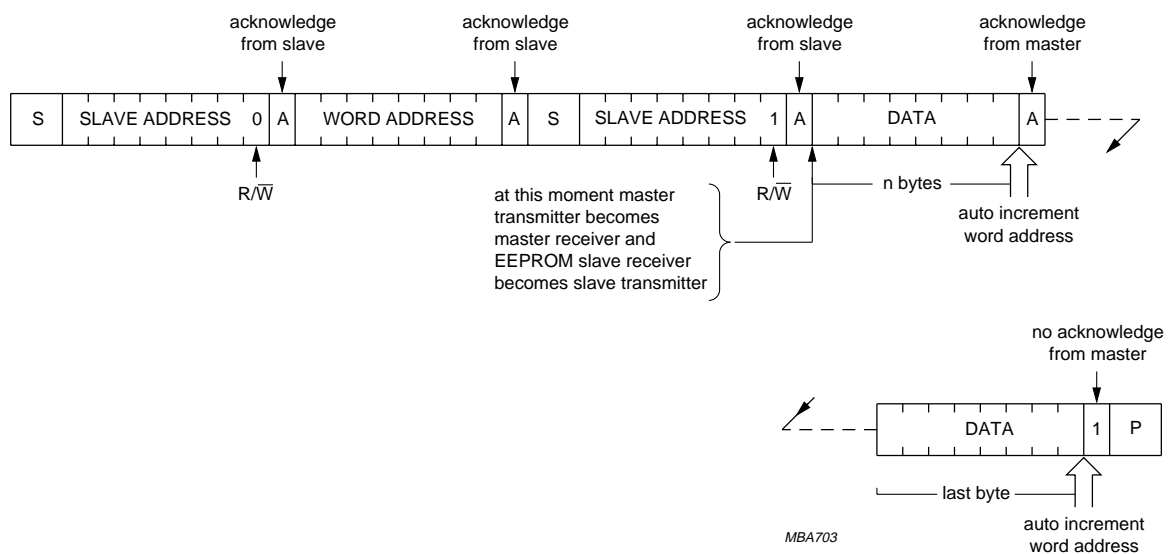 acknowledge
from slave
acknowledge
from slave
acknowledge
from slave
acknowledge
from master
S SLAVE ADDRESS 0 A WORD ADDRESS A S SLAVE ADDRESS 1 A DATA A
R/W̅
R/W̅
at this moment master
transmitter becomes
master receiver and
EEPROM slave receiver
becomes slave transmitter
n bytes
auto increment
word address
no acknowledge
from master
DATA 1 P
last byte
auto increment
word address
MBA703